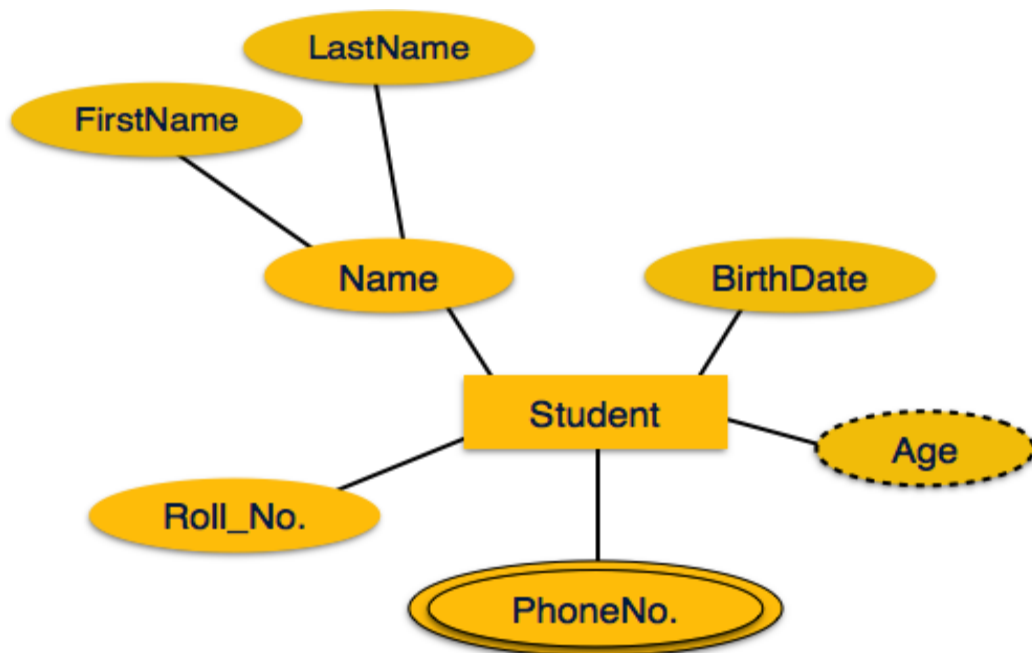 LastName
FirstName
Name
BirthDate
Student
Age
Roll_No.
PhoneNo.